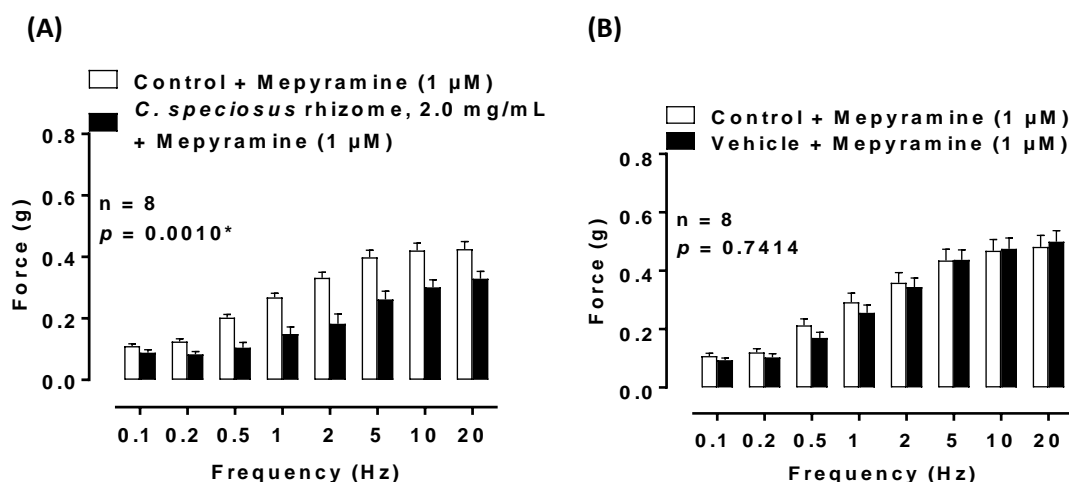 (A)
Control + Mepyramine (1 µM)
C. speciosus rhizome, 2.0 mg/mL
+ Mepyramine (1 µM)
0.8
0.6
0.4
0.2
0.0
Force (g)
n = 8
p = 0.0010*
0.1 0.2 0.5 1 2 5 10 20
Frequency (Hz)
(B)
Control + Mepyramine (1 µM)
Vehicle + Mepyramine (1 µM)
0.8
0.6
0.4
0.2
0.0
Force (g)
n = 8
p = 0.7414
0.1 0.2 0.5 1 2 5 10 20
Frequency (Hz)